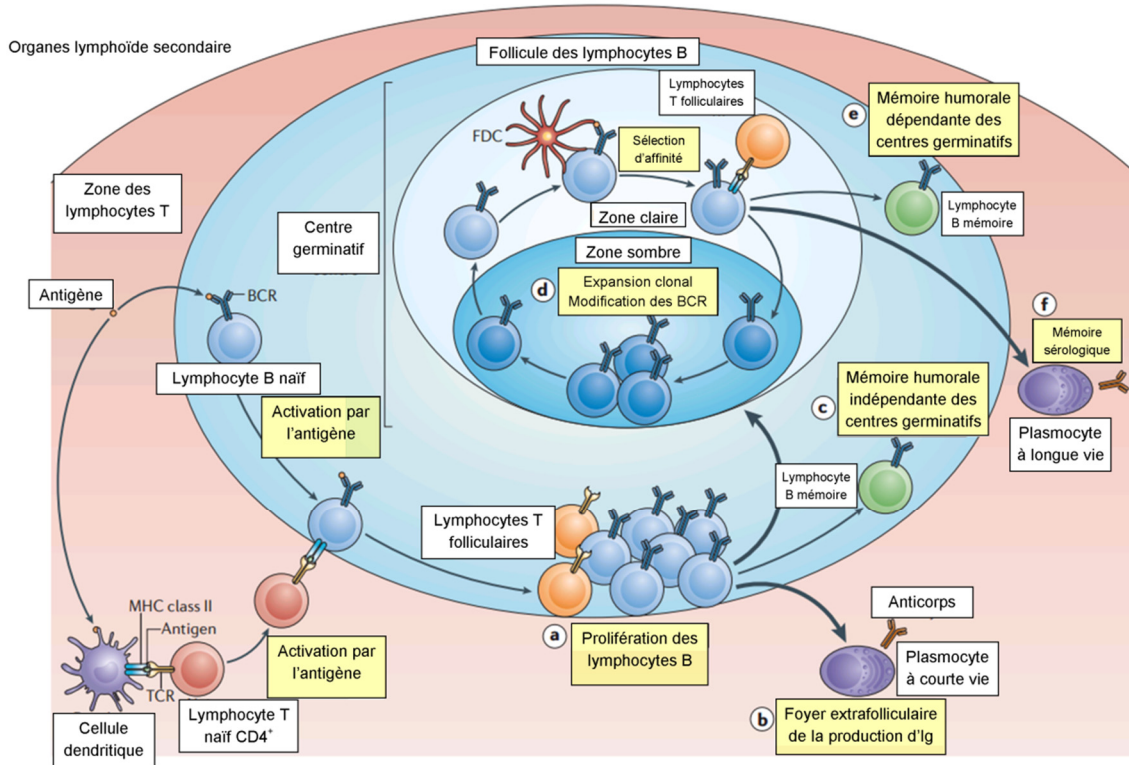 Organes lymphoïde secondaire
Follicule des lymphocytes B
Lymphocytes
T folliculaires
FDC
Sélection
d'affinité
e
Mémoire humorale
dépendante des
centres germinatifs
Zone des
lymphocytes T
Centre
germinatif
Zone claire
Lymphocyte
B mémoire
Zone sombre
d
Expansion clonal
Modification des BCR
Antigène
BCR
Lymphocyte B naïf
Activation par
l'antigène
f
Mémoire
sérologique
c
Mémoire humorale
indépendante des
centres germinatifs
Plasmocyte
à longue vie
Lymphocyte
B mémoire
Lymphocytes T
folliculaires
MHC class II
Antigen
TCR
Activation par
l'antigène
a
Prolifération des
lymphocytes B
Anticorps
Plasmocyte
à courte vie
Cellule
dendritique
Lymphocyte T
naïf CD4⁺
b
Foyer extrafolliculaire
de la production d'Ig